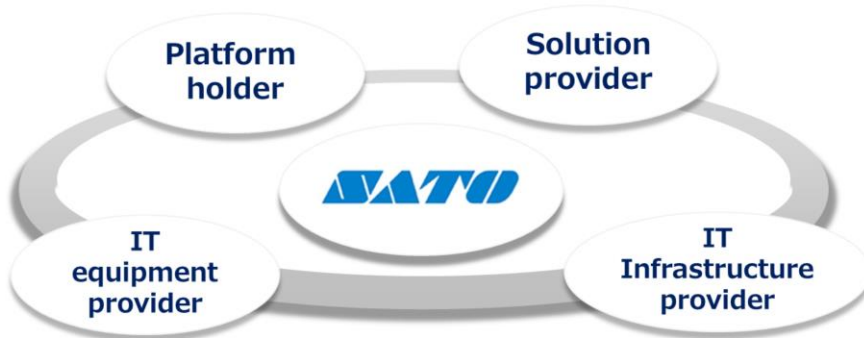 Platform
holder
Solution
provider
SATO
IT
equipment
provider
IT
Infrastructure
provider